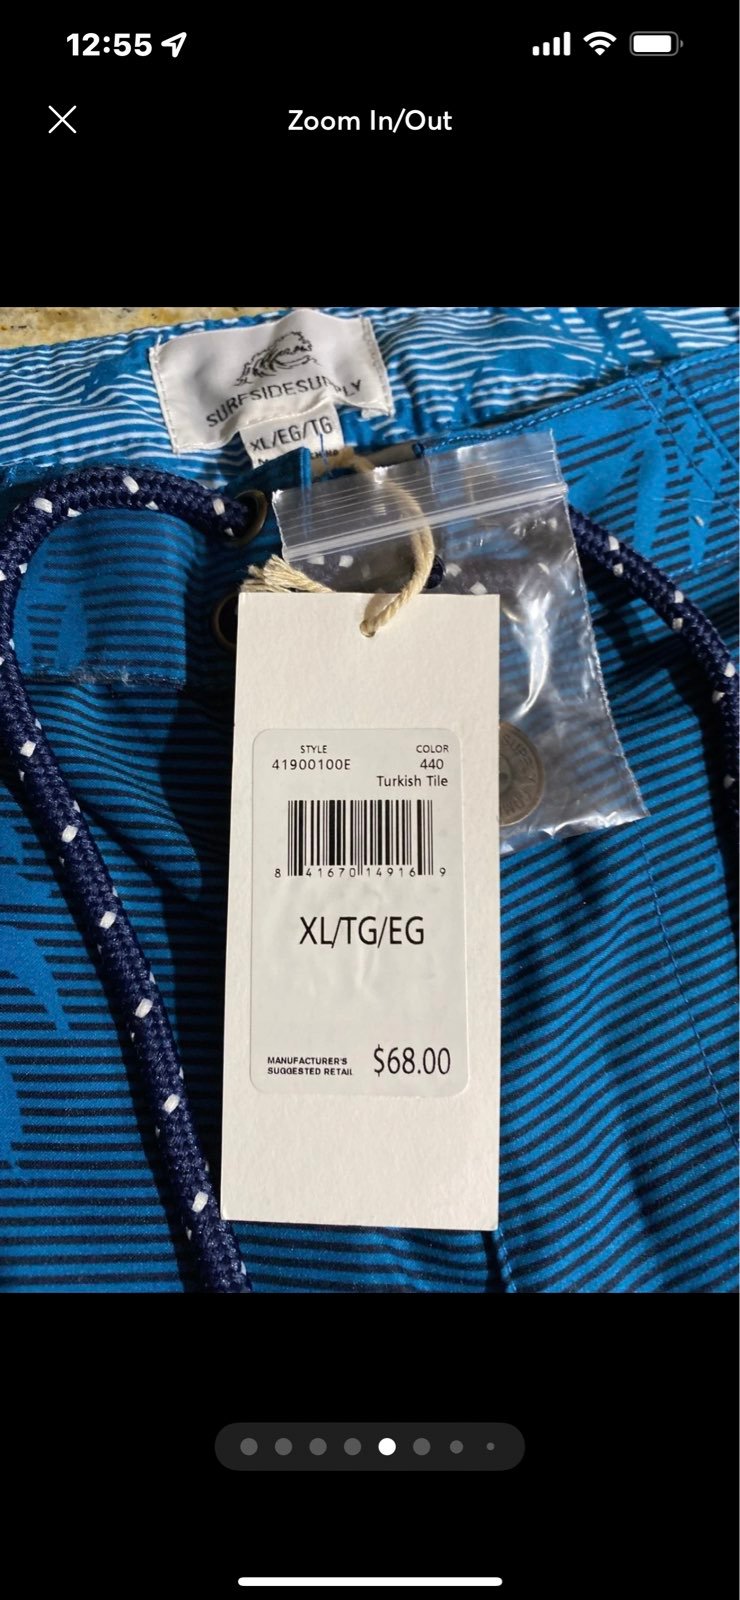 12:55
Zoom In/Out
SURFSIDESUPPLY
XL/EG/TG
STYLE COLOR
41900100E 440
Turkish Tile
8 41670 14916 9
XL/TG/EG
MANUFACTURER'S
SUGGESTED RETAIL $68.00